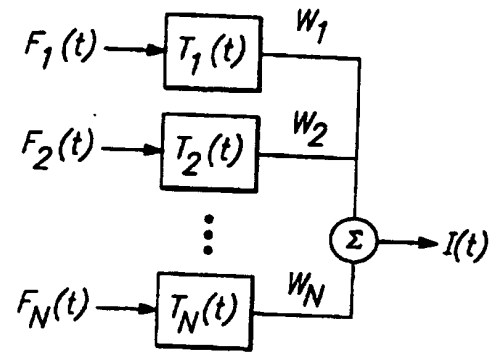 F1(t) T1(t) W1
F2(t) T2(t) W2
Σ I(t)
FN(t) TN(t) WN